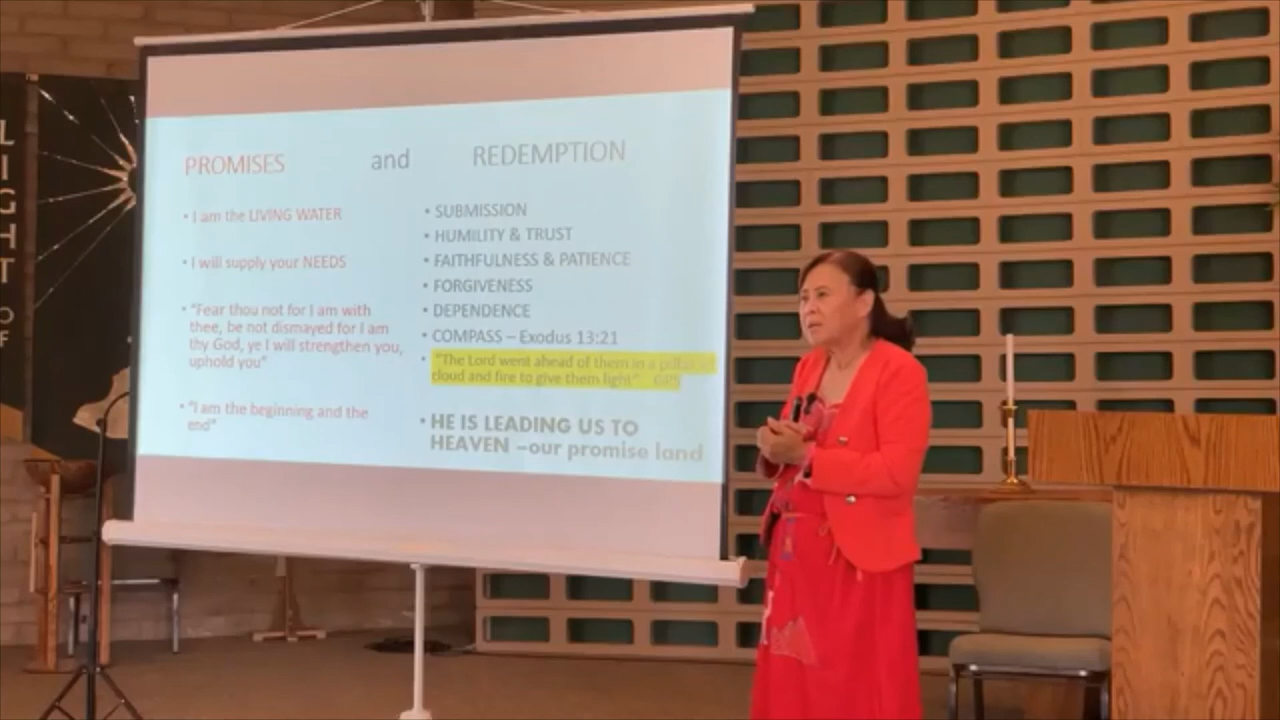 LIGHT
OF
PROMISES and REDEMPTION
• I am the LIVING WATER
• I will supply your NEEDS
• "Fear thou not for I am with
thee, be not dismayed for I am
thy God, ye I will strengthen you,
uphold you"
• "I am the beginning and the
end"
• SUBMISSION
• HUMILITY & TRUST
• FAITHFULNESS & PATIENCE
• FORGIVENESS
• DEPENDENCE
• COMPASS – Exodus 13:21
• "The Lord went ahead of them in a pillar of
cloud and fire to give them light" GPS
• HE IS LEADING US TO
HEAVEN –our promise land